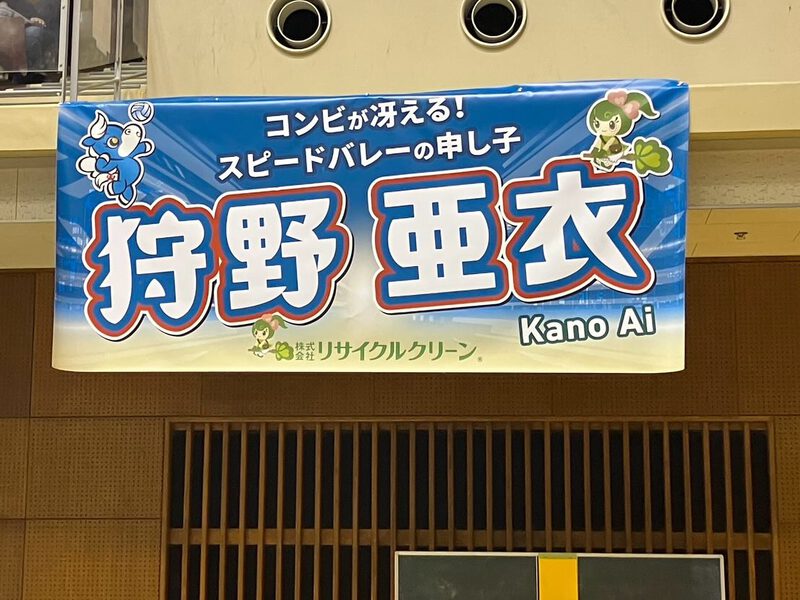 コンビが冴える!
スピードバレーの申し子
狩野 亜衣
Kano Ai
株式会社リサイクルクリーン®